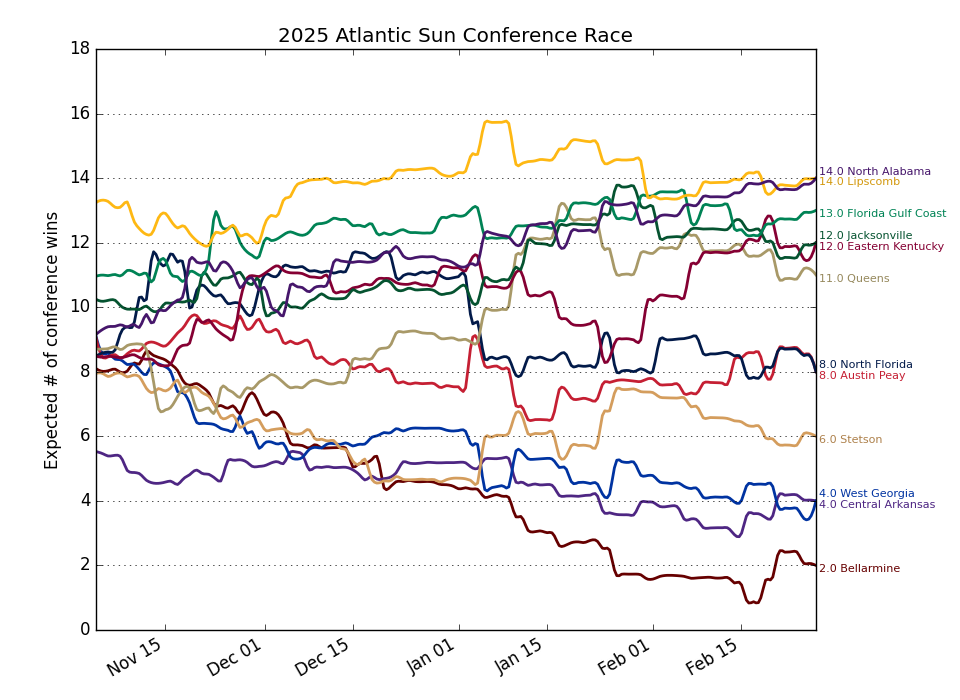 2025 Atlantic Sun Conference Race
Expected # of conference wins
18
16
14
12
10
8
6
4
2
0
Nov 15
Dec 01
Dec 15
Jan 01
Jan 15
Feb 01
Feb 15
14.0 North Alabama
14.0 Lipscomb
13.0 Florida Gulf Coast
12.0 Jacksonville
12.0 Eastern Kentucky
11.0 Queens
8.0 North Florida
8.0 Austin Peay
6.0 Stetson
4.0 West Georgia
4.0 Central Arkansas
2.0 Bellarmine